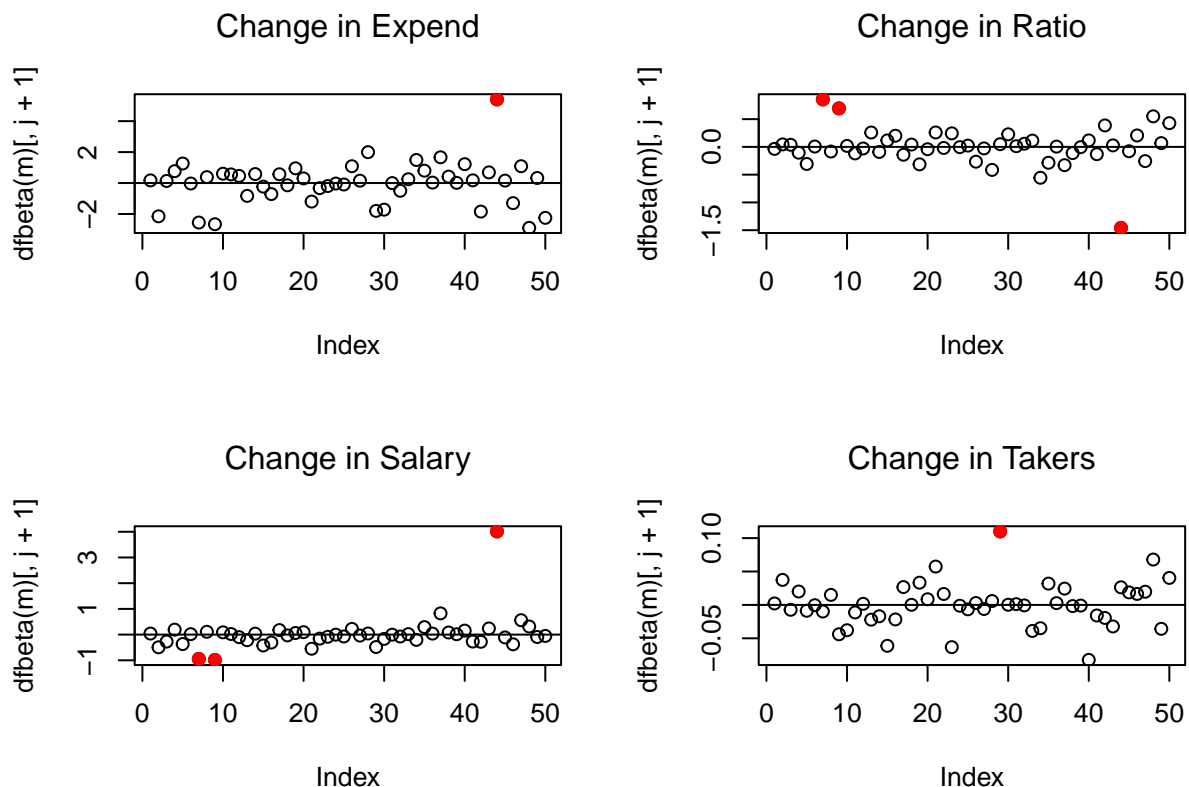 Change in Expend
dfbeta(m)[, j + 1]
2
−2
0 10 20 30 40 50
Index
Change in Ratio
dfbeta(m)[, j + 1]
0.0
−1.5
0 10 20 30 40 50
Index
Change in Salary
dfbeta(m)[, j + 1]
3
1
−1
0 10 20 30 40 50
Index
Change in Takers
dfbeta(m)[, j + 1]
0.10
−0.05
0 10 20 30 40 50
Index